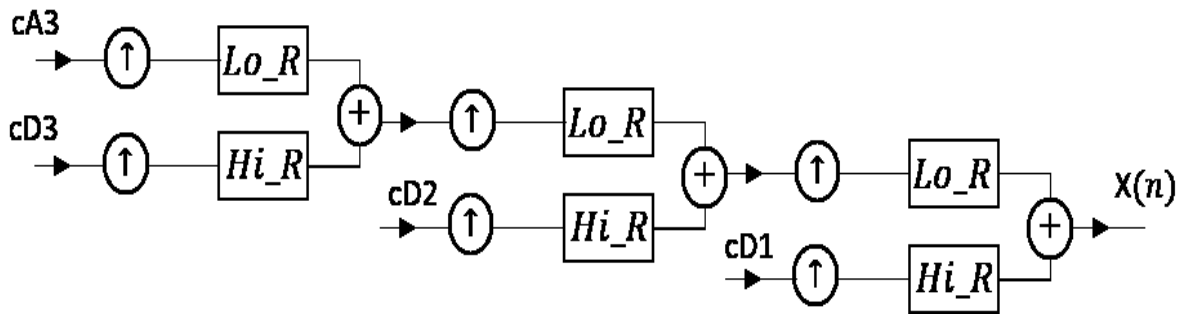 cA3
↑
Lo_R
cD3
↑
Hi_R
+
↑
Lo_R
cD2
↑
Hi_R
+
↑
Lo_R
cD1
↑
Hi_R
+
X(n)